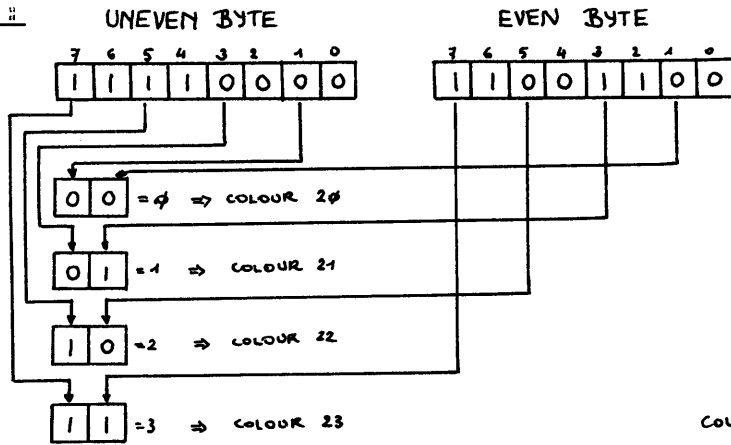 UNEVEN BYTE EVEN BYTE
7 6 5 4 3 2 1 0 7 6 5 4 3 2 1 0
1 1 1 1 0 0 0 0 1 1 0 0 1 1 0 0
0 0 = ø ⇒ COLOUR 2ø
0 1 = 1 ⇒ COLOUR 21
1 0 = 2 ⇒ COLOUR 22
1 1 = 3 ⇒ COLOUR 23 COL